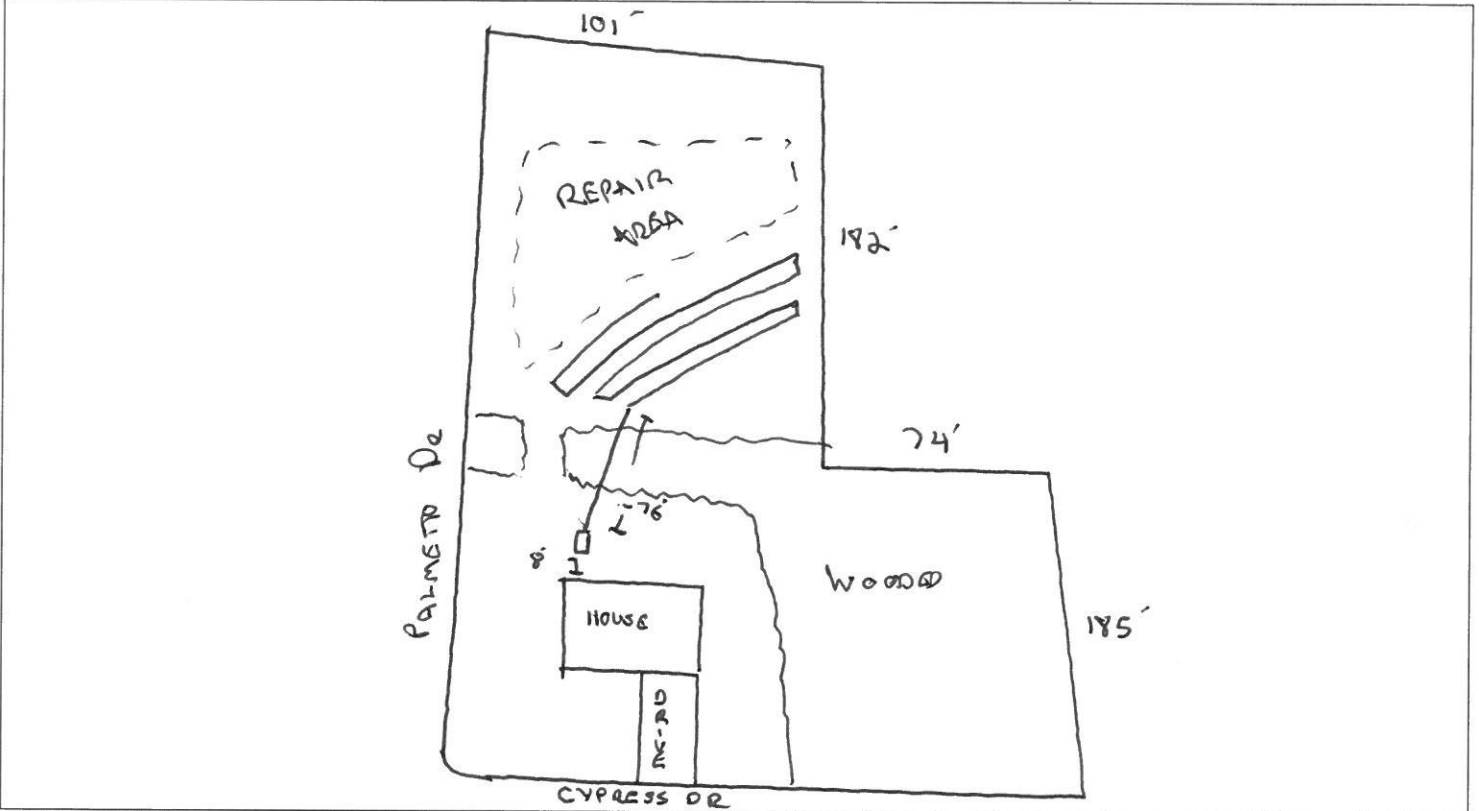 101'
REPAIR
AREA
182'
74'
PALMETTO DR
76'
8'
WOODED
HOUSE
185'
CYPRESS DR